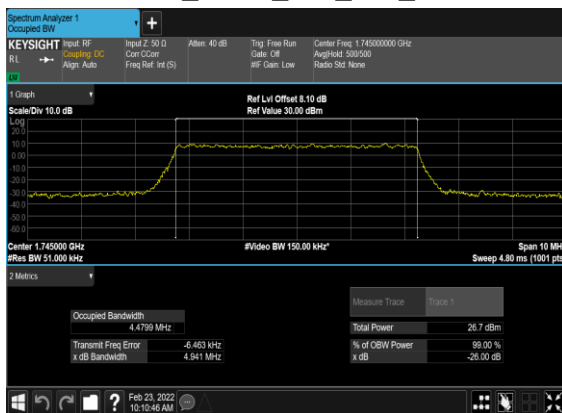 Spectrum Analyzer 1
Occupied BW
KEYSIGHT
RL
Input: RF
Coupling: DC
Align: Auto
Input Z: 50 Ω
Corr CCorr
Freq Ref: Int (S)
Atten: 40 dB
Trig: Free Run
Gate: Off
#IF Gain: Low
Center Freq: 1.745000000 GHz
Avg|Hold: 500/500
Radio Std: None
1 Graph
Scale/Div 10.0 dB
Ref Lvl Offset 8.10 dB
Ref Value 30.00 dBm
Log
20.0
10.0
0.00
-10.0
-20.0
-30.0
-40.0
-50.0
-60.0
Center 1.745000 GHz
#Res BW 51.000 kHz
#Video BW 150.00 kHz*
Span 10 MH
Sweep 4.80 ms (1001 pts
2 Metrics
Measure Trace
Trace 1
Occupied Bandwidth
4.4799 MHz
Total Power
26.7 dBm
Transmit Freq Error
-6.463 kHz
% of OBW Power
99.00 %
x dB Bandwidth
4.941 MHz
x dB
-26.00 dB
?
Feb 23, 2022
10:10:46 AM